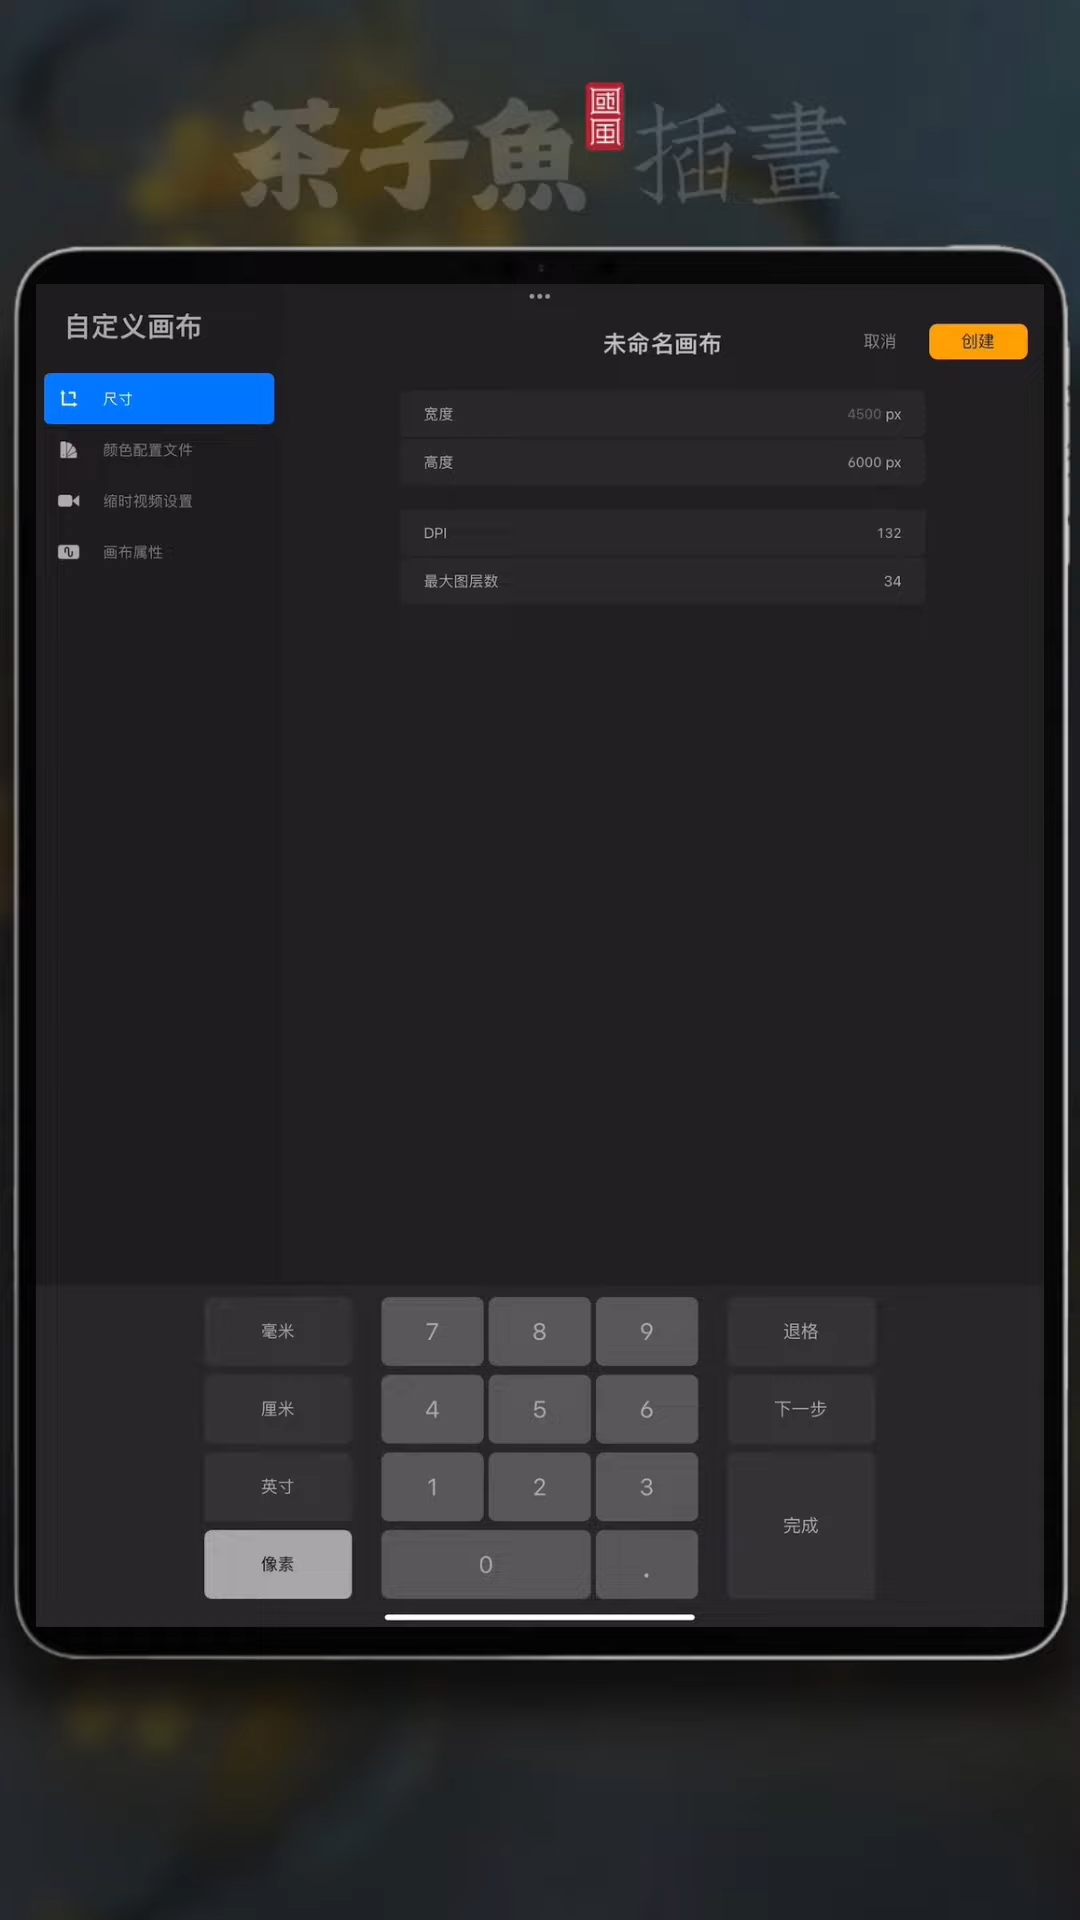 茶子魚
國風
插畫
自定义画布
未命名画布
取消
创建
尺寸
颜色配置文件
缩时视频设置
画布属性
宽度
4500 px
高度
6000 px
DPI
132
最大图层数
34
毫米
7
8
9
退格
厘米
4
5
6
下一步
英寸
1
2
3
完成
像素
0
.